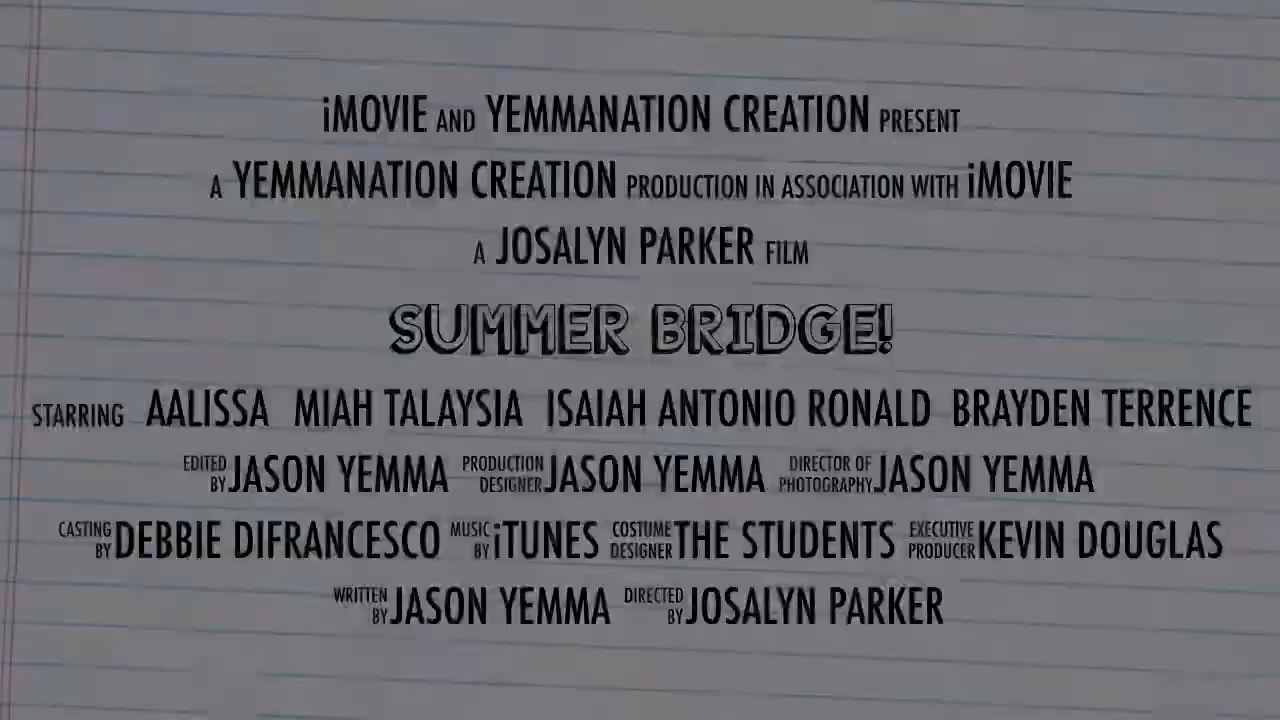 iMOVIE AND YEMMANATION CREATION PRESENT
A YEMMANATION CREATION PRODUCTION IN ASSOCIATION WITH iMOVIE
A JOSALYN PARKER FILM
SUMMER BRIDGE!
STARRING AALISSA MIAH TALAYSIA ISAIAH ANTONIO RONALD BRAYDEN TERRENCE
EDITED BY JASON YEMMA PRODUCTION DESIGNER JASON YEMMA DIRECTOR OF PHOTOGRAPHY JASON YEMMA
CASTING BY DEBBIE DIFRANCESCO MUSIC BY iTUNES COSTUME DESIGNER THE STUDENTS EXECUTIVE PRODUCER KEVIN DOUGLAS
WRITTEN BY JASON YEMMA DIRECTED BY JOSALYN PARKER